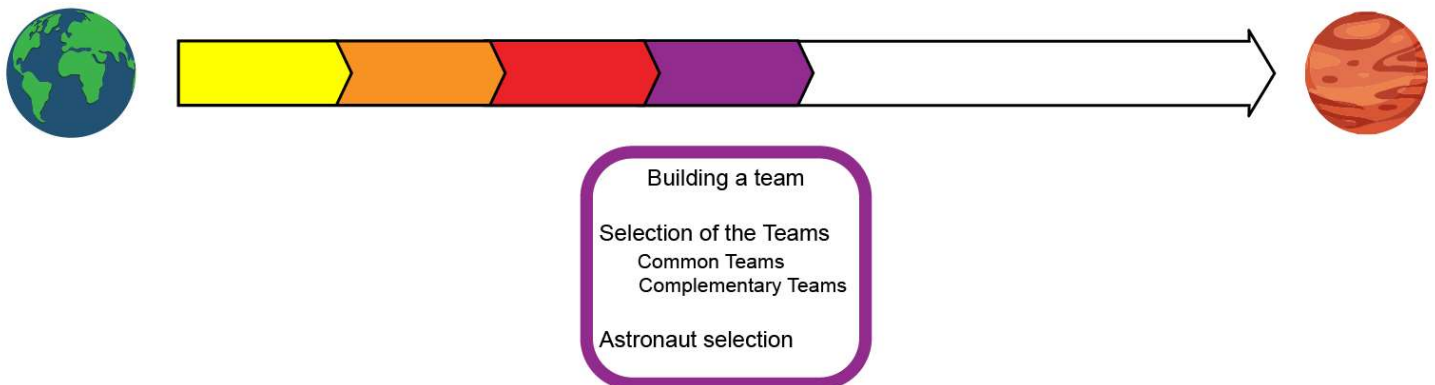 Building a team
Selection of the Teams
Common Teams
Complementary Teams
Astronaut selection